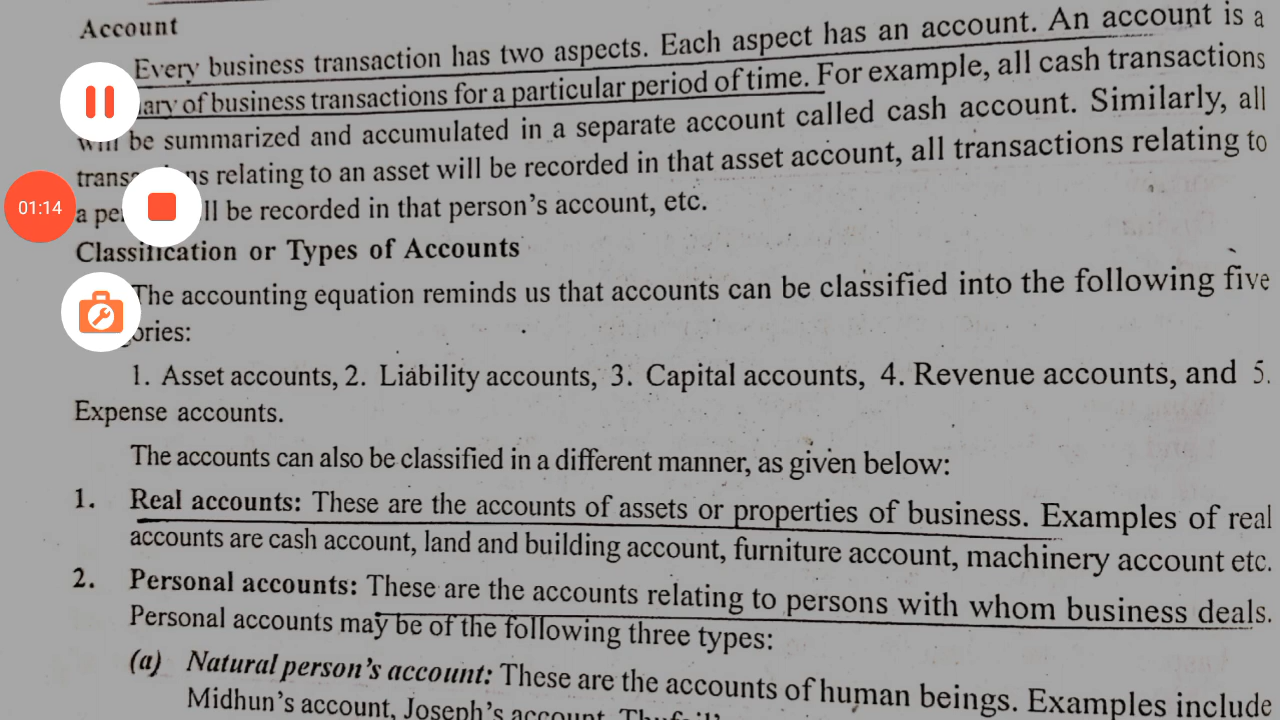 Account
Every business transaction has two aspects. Each aspect has an account. An account is a
of business transactions for a particular period of time. For example, all cash transactions
will be summarized and accumulated in a separate account called cash account. Similarly, all
relating to an asset will be recorded in that asset account, all transactions relating to
01:14
a be recorded in that person's account, etc.
Classification or Types of Accounts
The accounting equation reminds us that accounts can be classified into the following five
ories:
1. Asset accounts, 2. Liability accounts, 3. Capital accounts, 4. Revenue accounts, and 5.
Expense accounts.
The accounts can also be classified in a different manner, as given below:
1. Real accounts: These are the accounts of assets or properties of business. Examples of real
accounts are cash account, land and building account, furniture account, machinery account etc.
2. Personal accounts: These are the accounts relating to persons with whom business deals.
Personal accounts may be of the following three types:
(a) Natural person's account: These are the accounts of human beings. Examples include
Midhun's account, Joseph's account,